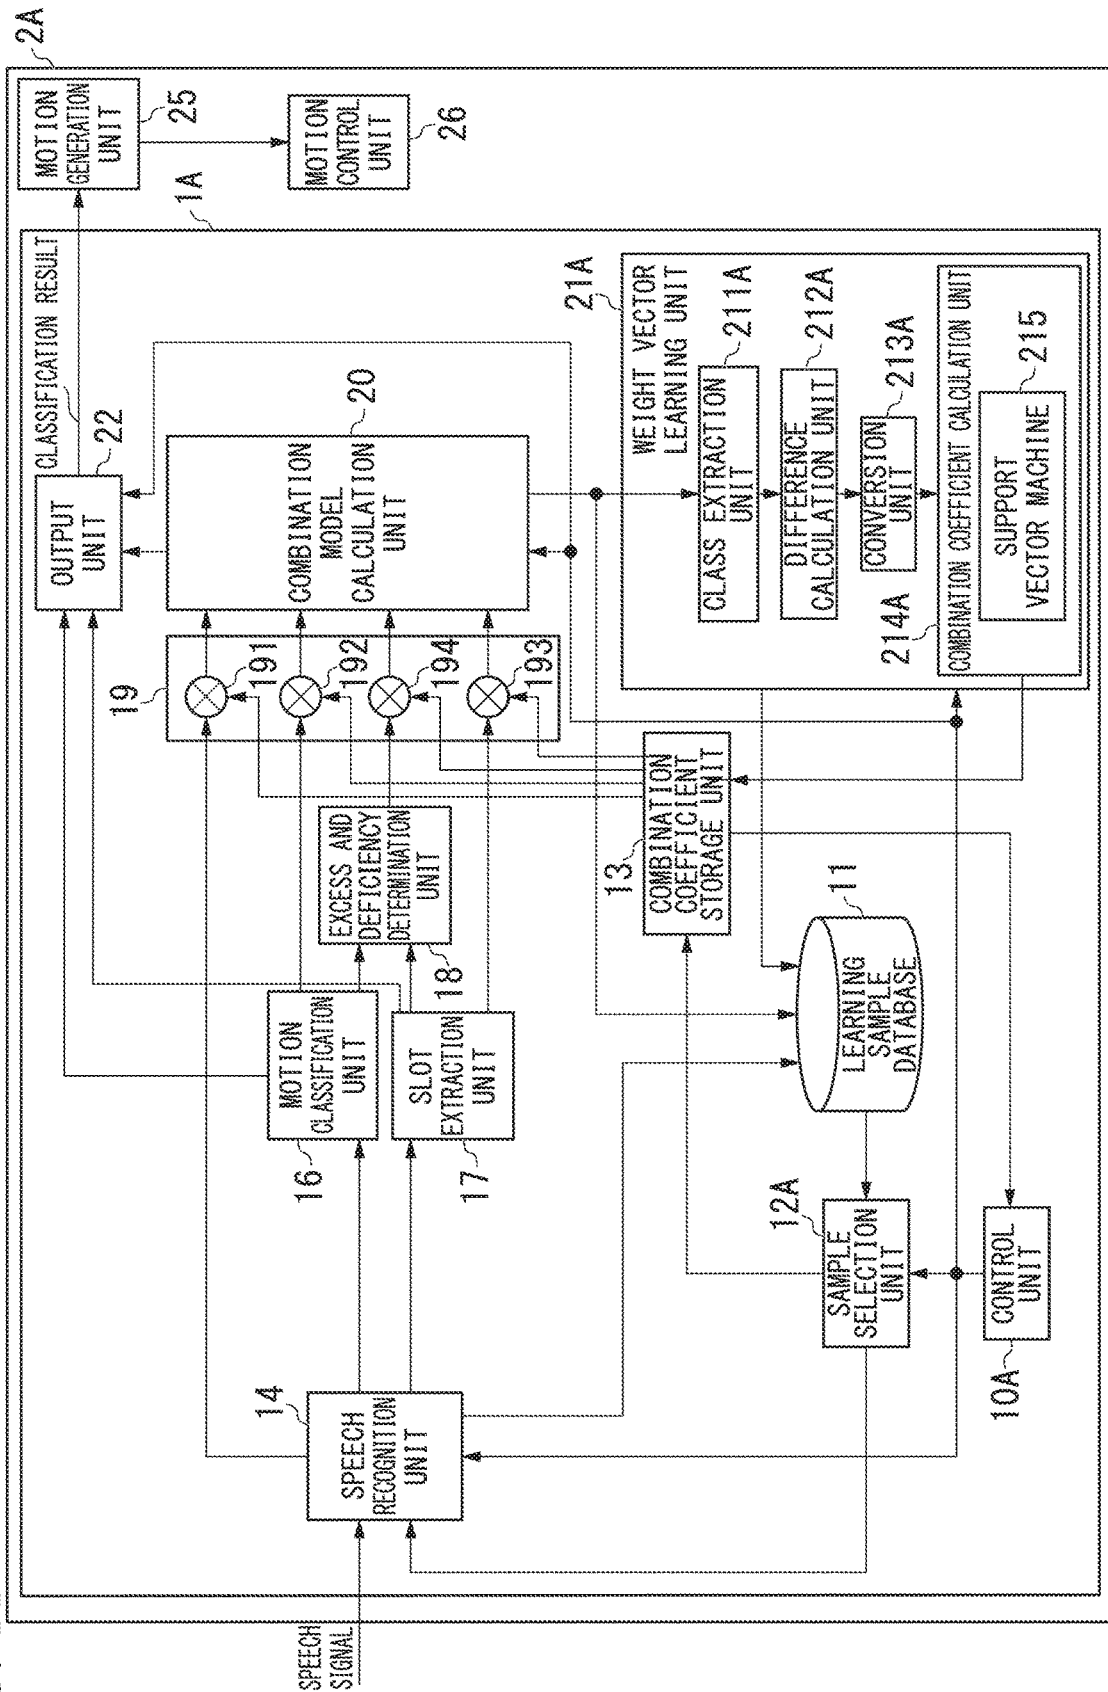 2A
MOTION
GENERATION
UNIT
25
MOTION
CONTROL
UNIT
26
1A
CLASSIFICATION RESULT
OUTPUT
UNIT
22
COMBINATION
MODEL
CALCULATION
UNIT
20
19
191
192
194
193
21A
WEIGHT VECTOR
LEARNING UNIT
CLASS EXTRACTION
UNIT
211A
DIFFERENCE
CALCULATION UNIT
212A
CONVERSION
UNIT
213A
214A
COMBINATION COEFFICIENT CALCULATION UNIT
SUPPORT
VECTOR MACHINE
215
EXCESS AND
DEFICIENCY
DETERMINATION
UNIT
18
MOTION
CLASSIFICATION
UNIT
16
SLOT
EXTRACTION
UNIT
17
13
COMBINATION
COEFFICIENT
STORAGE UNIT
11
LEARNING
SAMPLE
DATABASE
12A
SAMPLE
SELECTION
UNIT
CONTROL
UNIT
10A
14
SPEECH
RECOGNITION
UNIT
SPEECH
SIGNAL